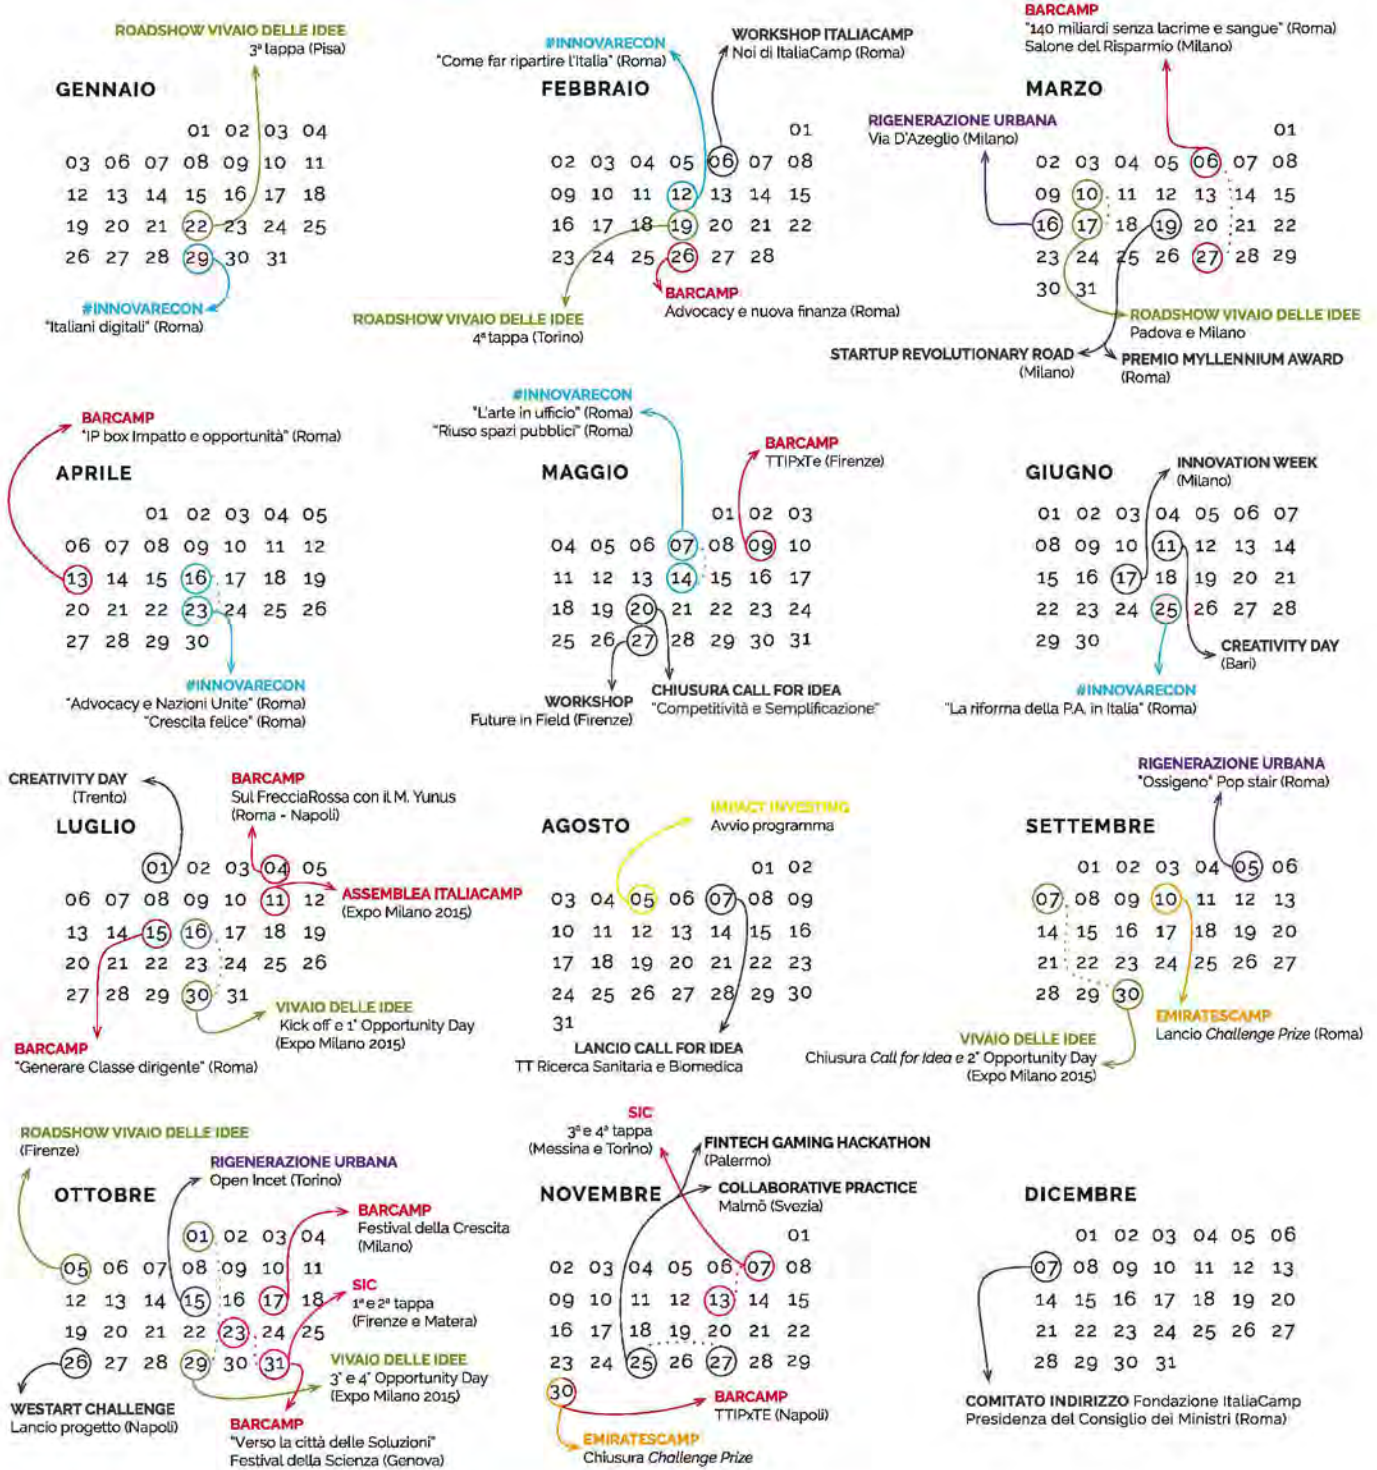 ROADSHOW VIVAIO DELLE IDEE
3ª tappa (Pisa)
GENNAIO
01 02 03 04
03 06 07 08 09 10 11
12 13 14 15 16 17 18
19 20 21 22 23 24 25
26 27 28 29 30 31
#INNOVARECON
"Italiani digitali" (Roma)
#INNOVARECON
"Come far ripartire l'Italia" (Roma)
WORKSHOP ITALIACAMP
Noi di ItaliaCamp (Roma)
FEBBRAIO
01
02 03 04 05 06 07 08
09 10 11 12 13 14 15
16 17 18 19 20 21 22
23 24 25 26 27 28
BARCAMP
Advocacy e nuova finanza (Roma)
ROADSHOW VIVAIO DELLE IDEE
4ª tappa (Torino)
BARCAMP
"140 miliardi senza lacrime e sangue" (Roma)
Salone del Risparmio (Milano)
MARZO
RIGENERAZIONE URBANA
Via D'Azeglio (Milano)
01
02 03 04 05 06 07 08
09 10 11 12 13 14 15
16 17 18 19 20 21 22
23 24 25 26 27 28 29
30 31
ROADSHOW VIVAIO DELLE IDEE
Padova e Milano
STARTUP REVOLUTIONARY ROAD
(Milano)
PREMIO MYLLENNIUM AWARD
(Roma)
BARCAMP
"IP box Impatto e opportunità" (Roma)
APRILE
01 02 03 04 05
06 07 08 09 10 11 12
13 14 15 16 17 18 19
20 21 22 23 24 25 26
27 28 29 30
#INNOVARECON
"Advocacy e Nazioni Unite" (Roma)
"Crescita felice" (Roma)
#INNOVARECON
"L'arte in ufficio" (Roma)
"Riuso spazi pubblici" (Roma)
BARCAMP
TTIPxTe (Firenze)
MAGGIO
01 02 03
04 05 06 07 08 09 10
11 12 13 14 15 16 17
18 19 20 21 22 23 24
25 26 27 28 29 30 31
WORKSHOP
Future in Field (Firenze)
CHIUSURA CALL FOR IDEA
"Competitività e Semplificazione"
INNOVATION WEEK
(Milano)
GIUGNO
01 02 03 04 05 06 07
08 09 10 11 12 13 14
15 16 17 18 19 20 21
22 23 24 25 26 27 28
29 30
CREATIVITY DAY
(Bari)
#INNOVARECON
"La riforma della P.A. in Italia" (Roma)
CREATIVITY DAY
(Trento)
BARCAMP
Sul FrecciaRossa con il M. Yunus
(Roma - Napoli)
LUGLIO
01 02 03 04 05
06 07 08 09 10 11 12
13 14 15 16 17 18 19
20 21 22 23 24 25 26
27 28 29 30 31
ASSEMBLEA ITALIACAMP
(Expo Milano 2015)
VIVAIO DELLE IDEE
Kick off e 1° Opportunity Day
(Expo Milano 2015)
BARCAMP
"Generare Classe dirigente" (Roma)
IMPACT INVESTING
Avvio programma
AGOSTO
01 02
03 04 05 06 07 08 09
10 11 12 13 14 15 16
17 18 19 20 21 22 23
24 25 26 27 28 29 30
31
LANCIO CALL FOR IDEA
TT Ricerca Sanitaria e Biomedica
RIGENERAZIONE URBANA
"Ossigeno" Pop stair (Roma)
SETTEMBRE
01 02 03 04 05 06
07 08 09 10 11 12 13
14 15 16 17 18 19 20
21 22 23 24 25 26 27
28 29 30
EMIRATESCAMP
Lancio Challenge Prize (Roma)
VIVAIO DELLE IDEE
Chiusura Call for Idea e 2° Opportunity Day
(Expo Milano 2015)
ROADSHOW VIVAIO DELLE IDEE
(Firenze)
RIGENERAZIONE URBANA
Open Incet (Torino)
OTTOBRE
01 02 03 04
05 06 07 08 09 10 11
12 13 14 15 16 17 18
19 20 21 22 23 24 25
26 27 28 29 30 31
BARCAMP
Festival della Crescita
(Milano)
SIC
1ª e 2ª tappa
(Firenze e Matera)
VIVAIO DELLE IDEE
3° e 4° Opportunity Day
(Expo Milano 2015)
WESTART CHALLENGE
Lancio progetto (Napoli)
BARCAMP
"Verso la città delle Soluzioni"
Festival della Scienza (Genova)
SIC
3ª e 4ª tappa
(Messina e Torino)
FINTECH GAMING HACKATHON
(Palermo)
COLLABORATIVE PRACTICE
Malmö (Svezia)
NOVEMBRE
01
02 03 04 05 06 07 08
09 10 11 12 13 14 15
16 17 18 19 20 21 22
23 24 25 26 27 28 29
30
BARCAMP
TTIPxTE (Napoli)
EMIRATESCAMP
Chiusura Challenge Prize
DICEMBRE
01 02 03 04 05 06
07 08 09 10 11 12 13
14 15 16 17 18 19 20
21 22 23 24 25 26 27
28 29 30 31
COMITATO INDIRIZZO Fondazione ItaliaCamp
Presidenza del Consiglio dei Ministri (Roma)